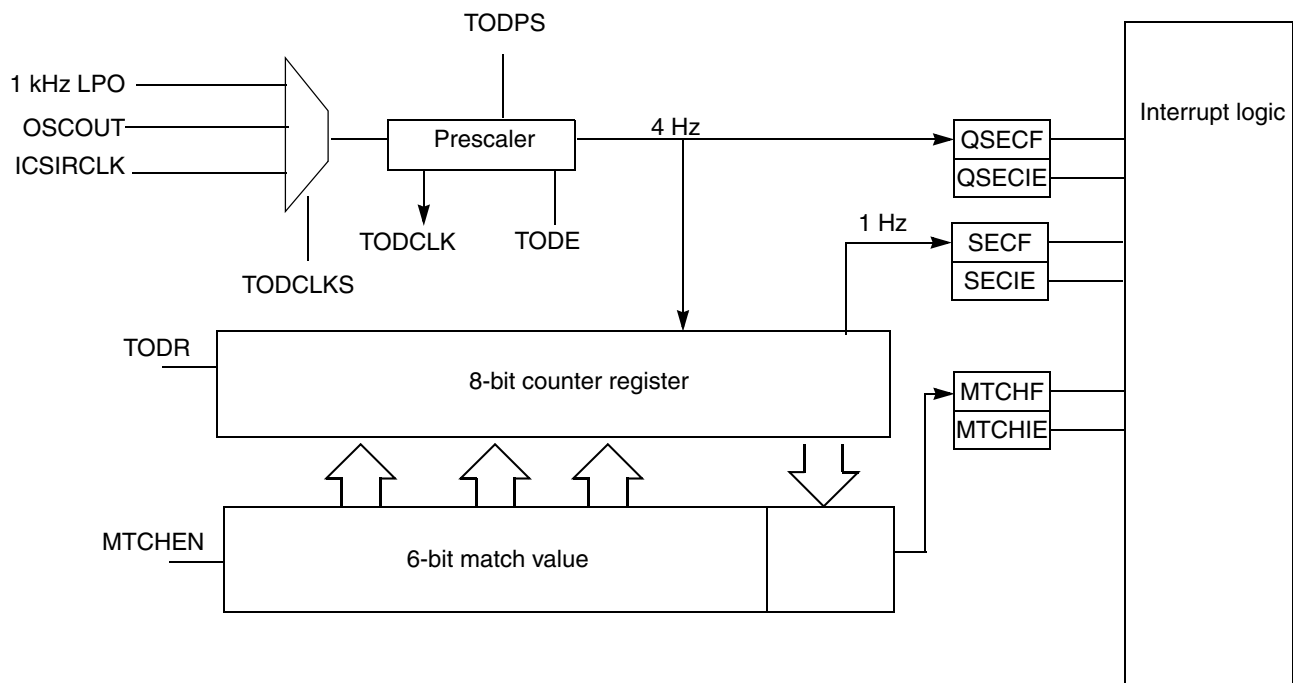 TODPS
1 kHz LPO
OSCOUT
ICSIRCLK
Prescaler
4 Hz
TODCLK
TODE
TODCLKS
QSECF
QSECIE
1 Hz
SECF
SECIE
Interrupt logic
TODR
8-bit counter register
MTCHF
MTCHIE
MTCHEN
6-bit match value